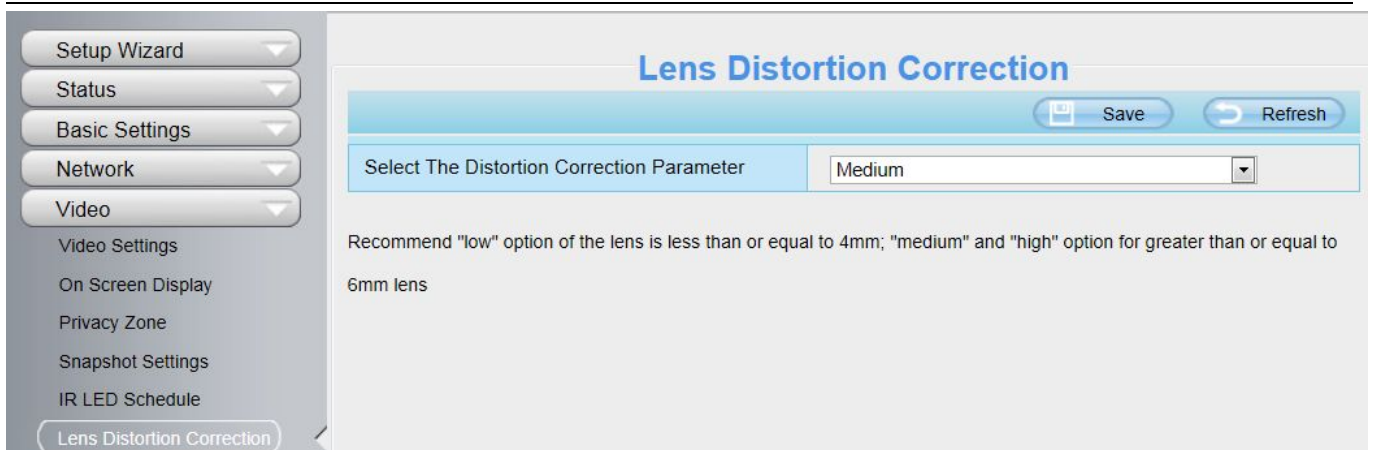 Setup Wizard
Status
Basic Settings
Network
Video
Video Settings
On Screen Display
Privacy Zone
Snapshot Settings
IR LED Schedule
Lens Distortion Correction
Lens Distortion Correction
Save Refresh
Select The Distortion Correction Parameter Medium
Recommend "low" option of the lens is less than or equal to 4mm; "medium" and "high" option for greater than or equal to
6mm lens